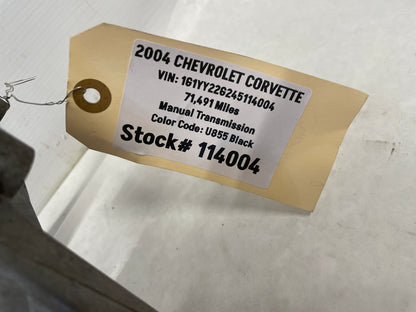 2004 CHEVROLET CORVETTE
VIN: 1G1YY22G245114004
71,491 Miles
Manual Transmission
Color Code: U855 Black
Stock# 114004